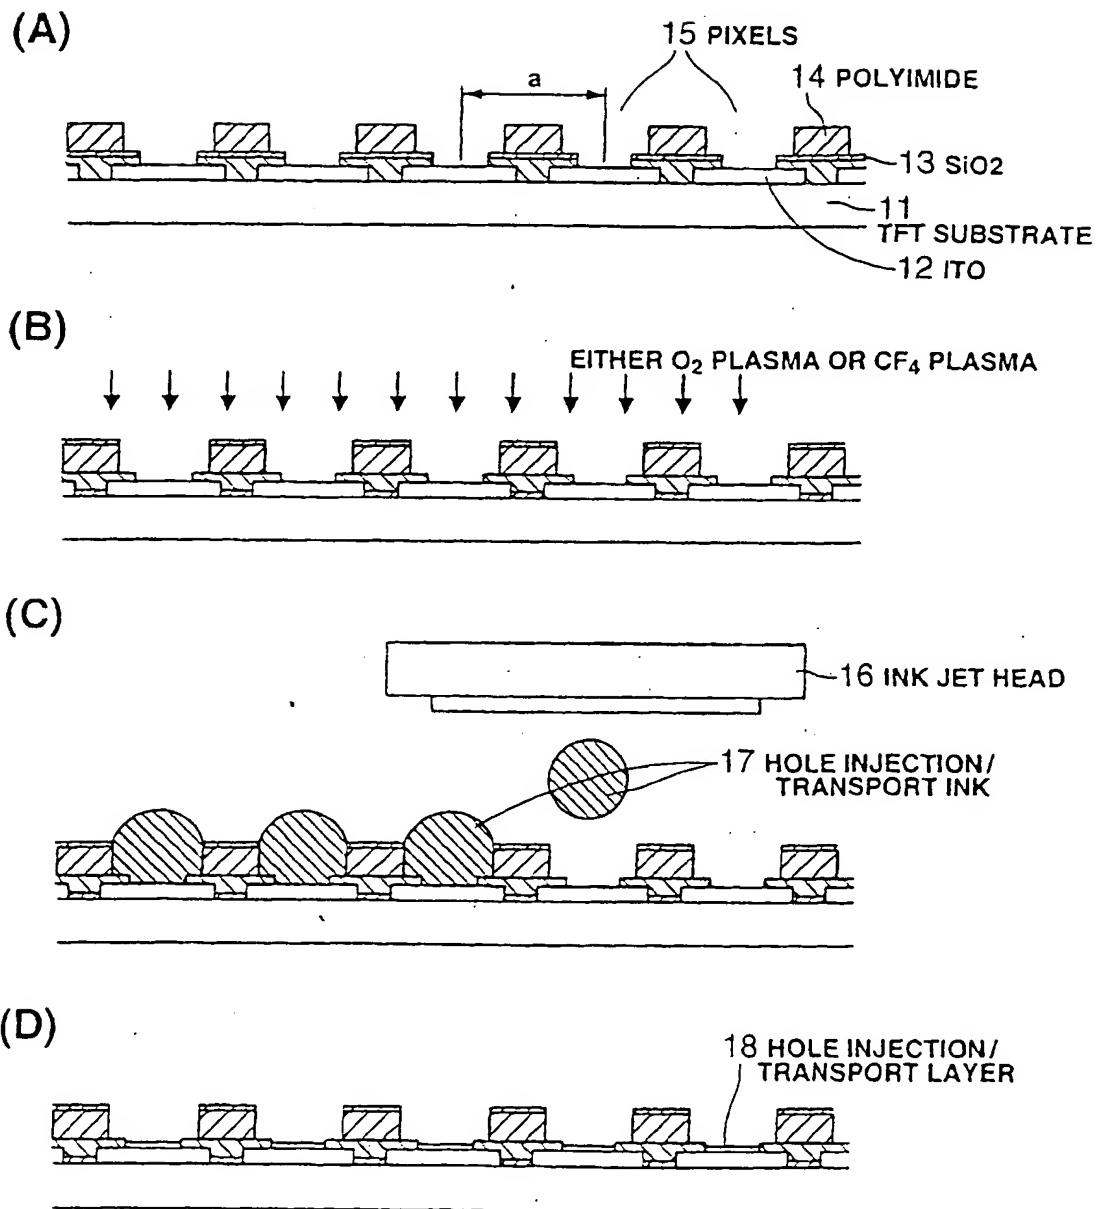 (A)
15 PIXELS
a
14 POLYIMIDE
13 SiO2
11
TFT SUBSTRATE
12 ITO
(B)
EITHER O₂ PLASMA OR CF₄ PLASMA
(C)
16 INK JET HEAD
17 HOLE INJECTION/
TRANSPORT INK
(D)
18 HOLE INJECTION/
TRANSPORT LAYER